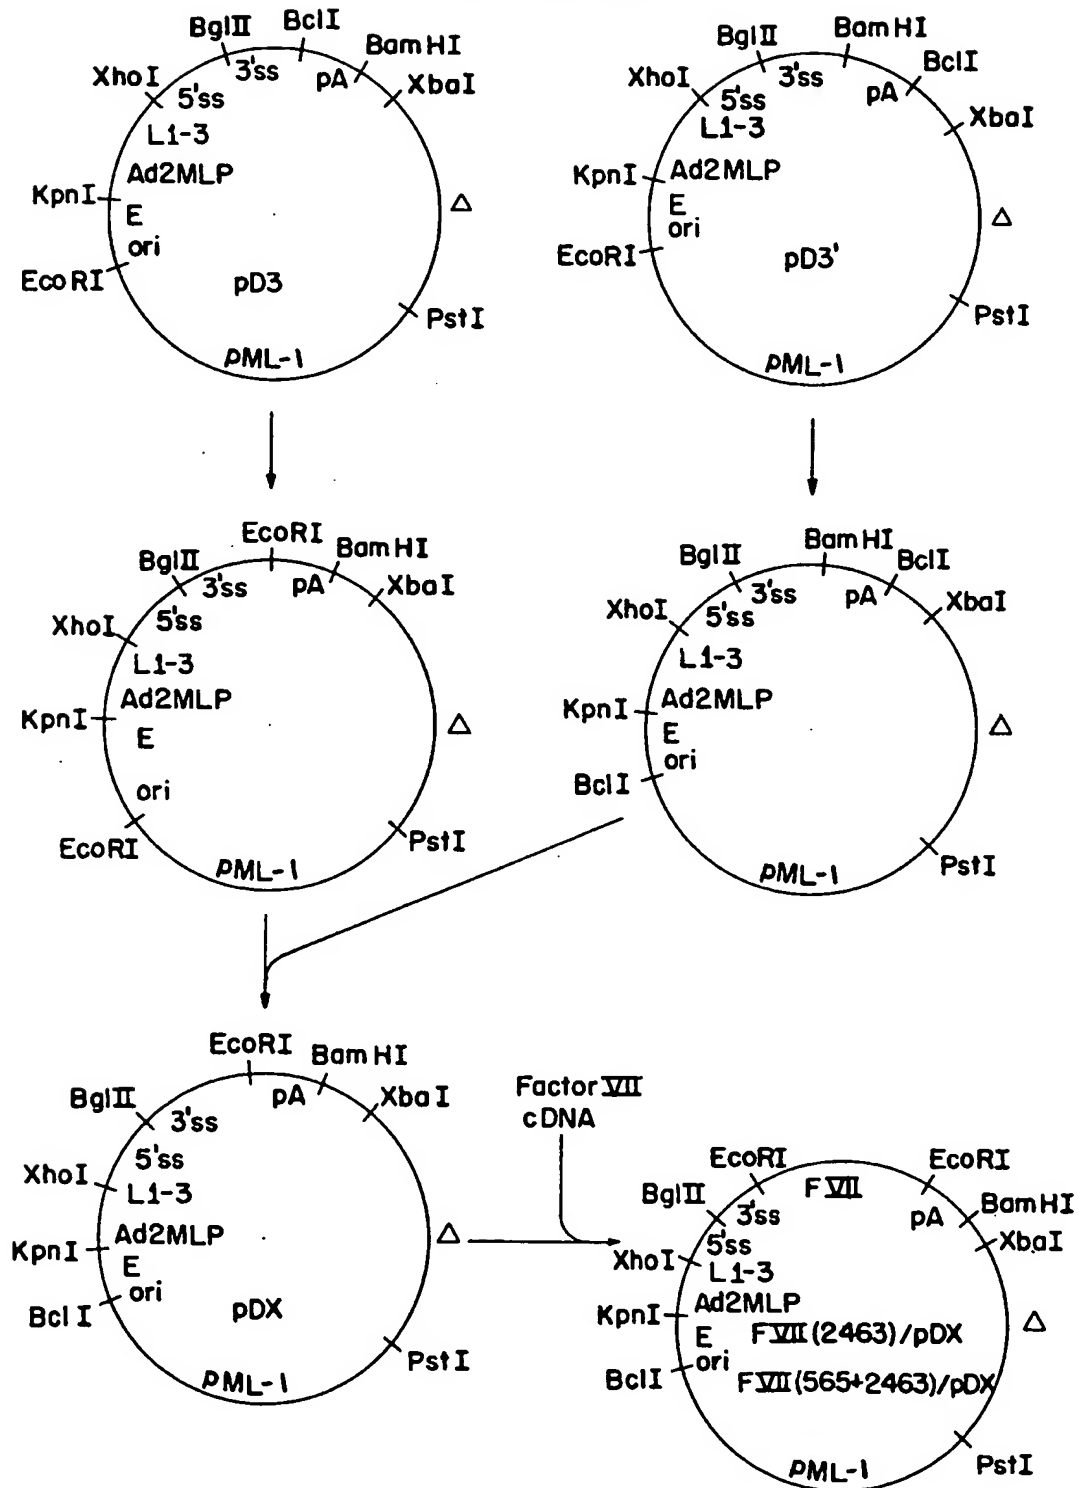 BglII
BclI
BamHI
XhoI
3'ss
pA
XbaI
5'ss
L1-3
Ad2MLP
KpnI
E
Δ
ori
EcoRI
pD3
PstI
pML-1
BglII
BamHI
BclI
XhoI
3'ss
pA
XbaI
5'ss
L1-3
KpnI
Ad2MLP
E
Δ
ori
EcoRI
pD3'
PstI
pML-1
EcoRI
BamHI
BglII
3'ss
pA
XbaI
5'ss
XhoI
L1-3
Ad2MLP
KpnI
E
Δ
ori
EcoRI
PstI
pML-1
BamHI
BglII
BclI
3'ss
pA
XbaI
XhoI
5'ss
L1-3
KpnI
Ad2MLP
E
Δ
ori
BclI
PstI
pML-1
EcoRI
BamHI
BglII
pA
XbaI
3'ss
5'ss
XhoI
L1-3
KpnI
Ad2MLP
Δ
E
ori
BclI
pDX
PstI
pML-1
Factor VII
cDNA
EcoRI
EcoRI
BglII
FVII
BamHI
3'ss
pA
XbaI
5'ss
XhoI
L1-3
KpnI
Ad2MLP
Δ
E
FVII(2463)/pDX
ori
BclI
FVII(565+2463)/pDX
PstI
pML-1